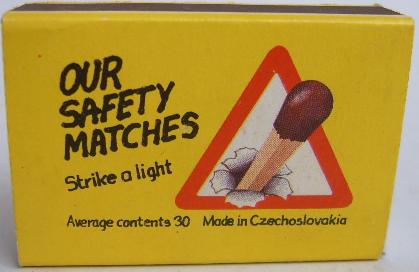 OUR
SAFETY
MATCHES
Strike a light
Average contents 30 Made in Czechoslovakia